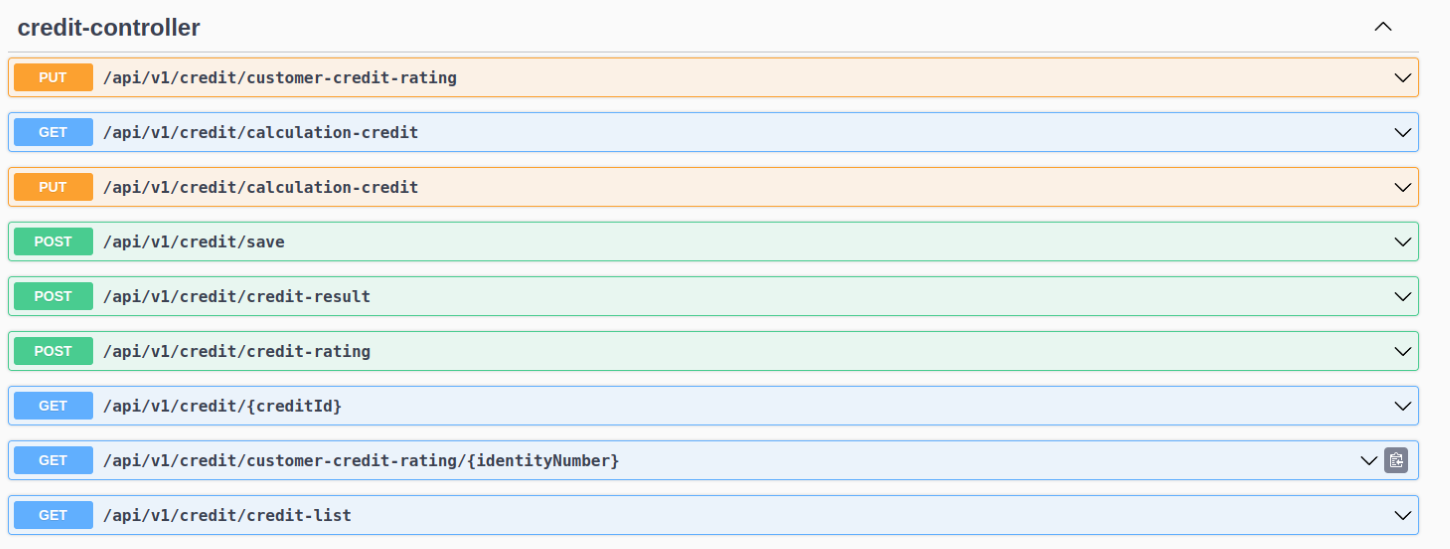 credit-controller
PUT /api/v1/credit/customer-credit-rating
GET /api/v1/credit/calculation-credit
PUT /api/v1/credit/calculation-credit
POST /api/v1/credit/save
POST /api/v1/credit/credit-result
POST /api/v1/credit/credit-rating
GET /api/v1/credit/{creditId}
GET /api/v1/credit/customer-credit-rating/{identityNumber}
GET /api/v1/credit/credit-list